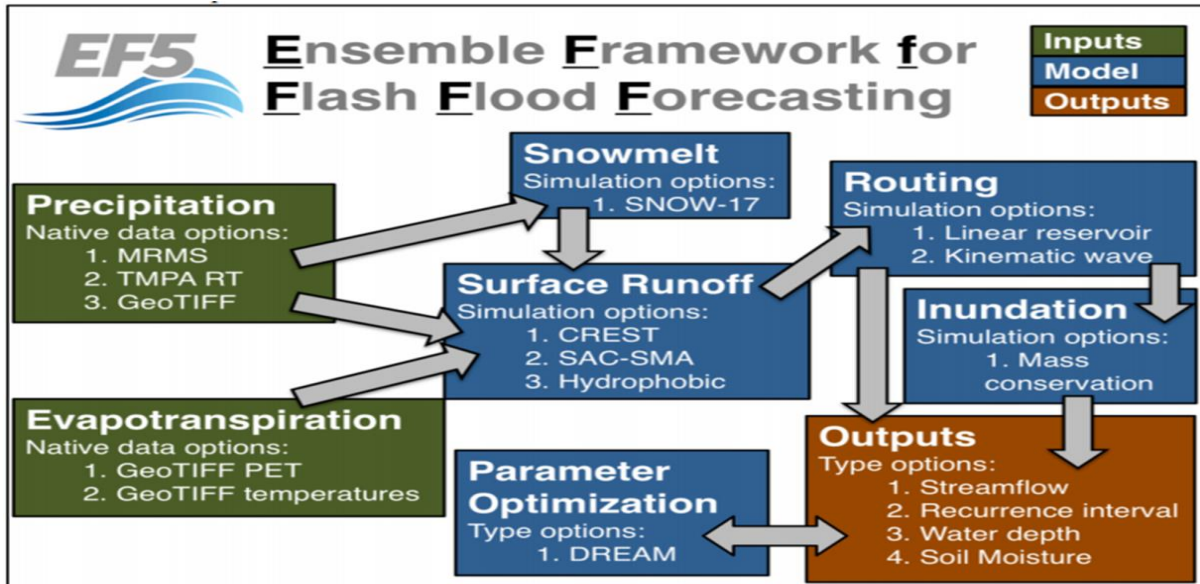 EF5
Ensemble Framework for
Flash Flood Forecasting
Inputs
Model
Outputs
Snowmelt
Simulation options:
1. SNOW-17
Precipitation
Native data options:
1. MRMS
2. TMPA RT
3. GeoTIFF
Routing
Simulation options:
1. Linear reservoir
2. Kinematic wave
Surface Runoff
Simulation options:
1. CREST
2. SAC-SMA
3. Hydrophobic
Inundation
Simulation options:
1. Mass
conservation
Evapotranspiration
Native data options:
1. GeoTIFF PET
2. GeoTIFF temperatures
Parameter
Optimization
Type options:
1. DREAM
Outputs
Type options:
1. Streamflow
2. Recurrence interval
3. Water depth
4. Soil Moisture